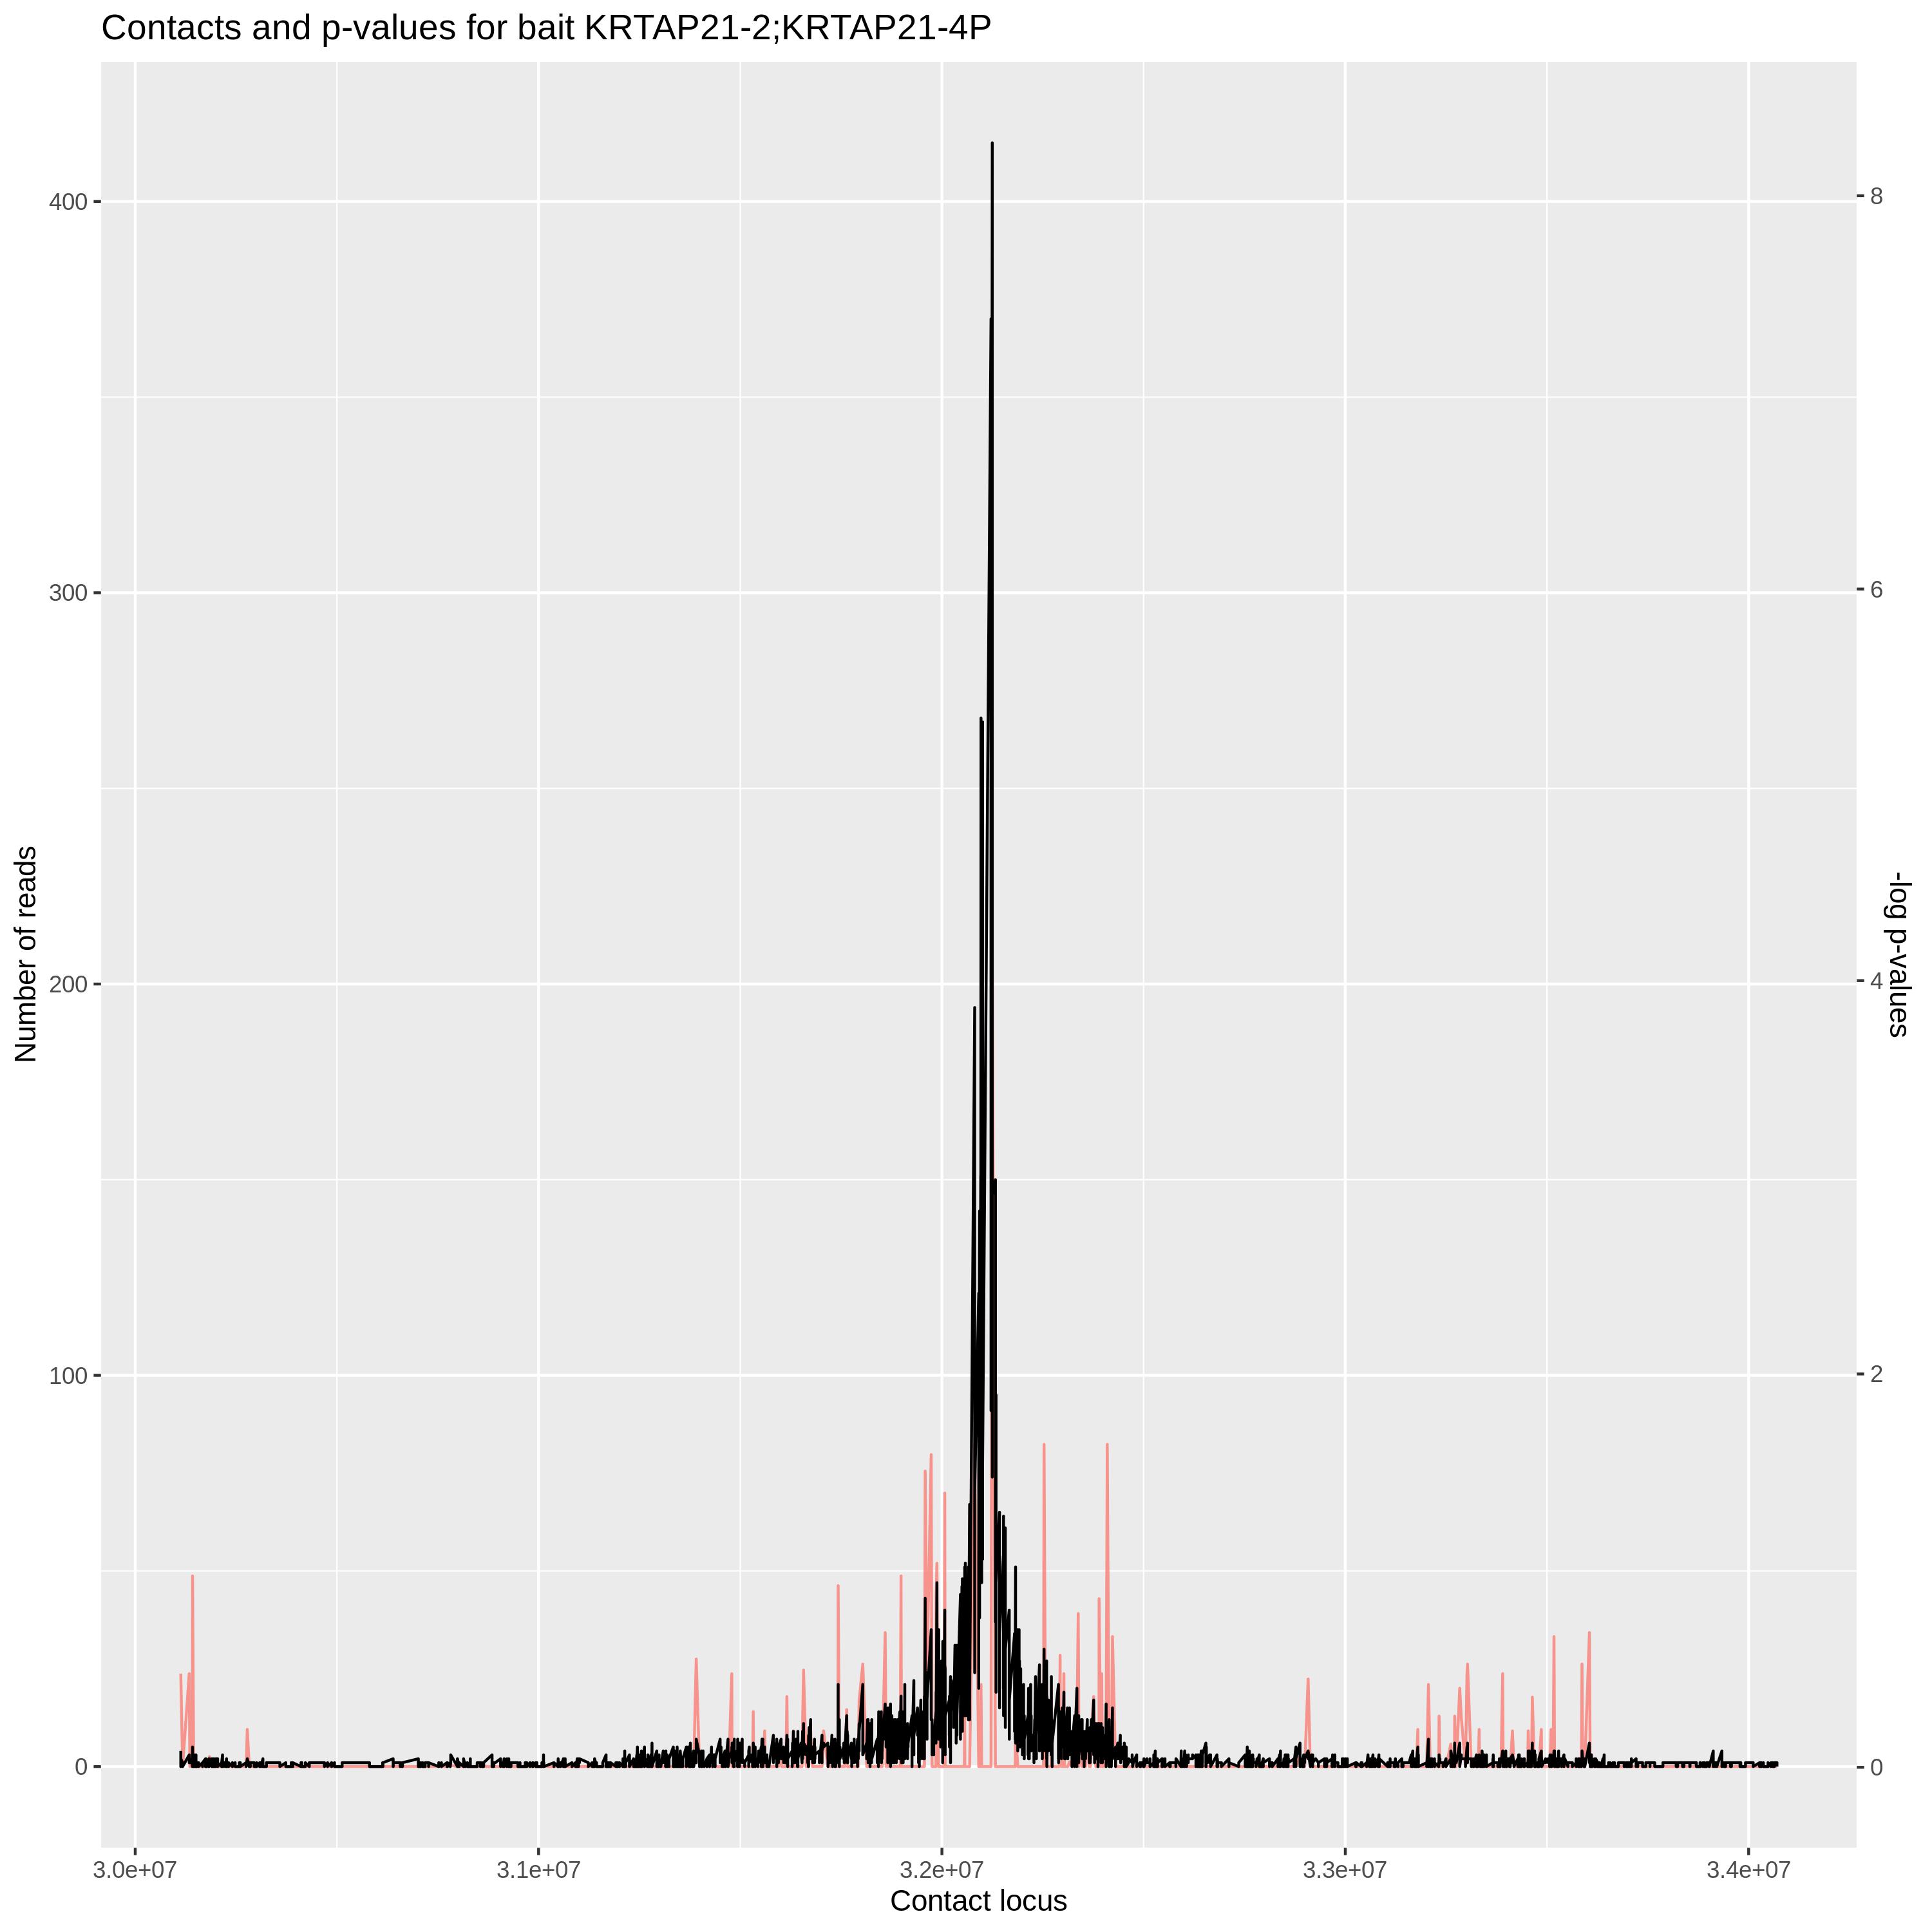 Contacts and p-values for bait KRTAP21-2;KRTAP21-4P
400
300
200
100
0
8
6
4
2
0
Number of reads
-log p-values
3.0e+07
3.1e+07
3.2e+07
3.3e+07
3.4e+07
Contact locus